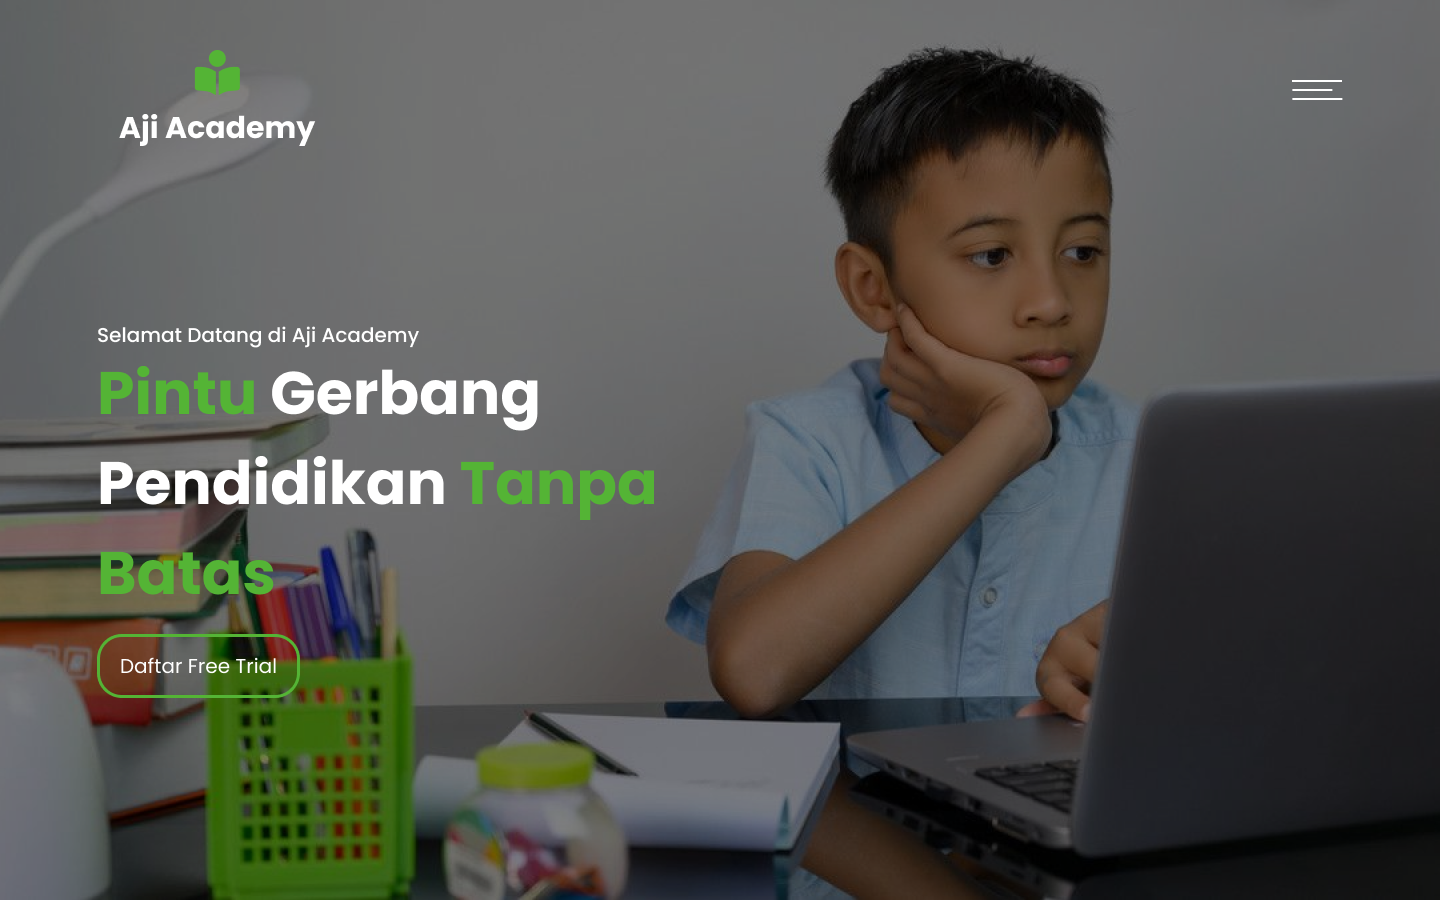 Aji Academy
Selamat Datang di Aji Academy
Pintu Gerbang
Pendidikan Tanpa
Batas
Daftar Free Trial